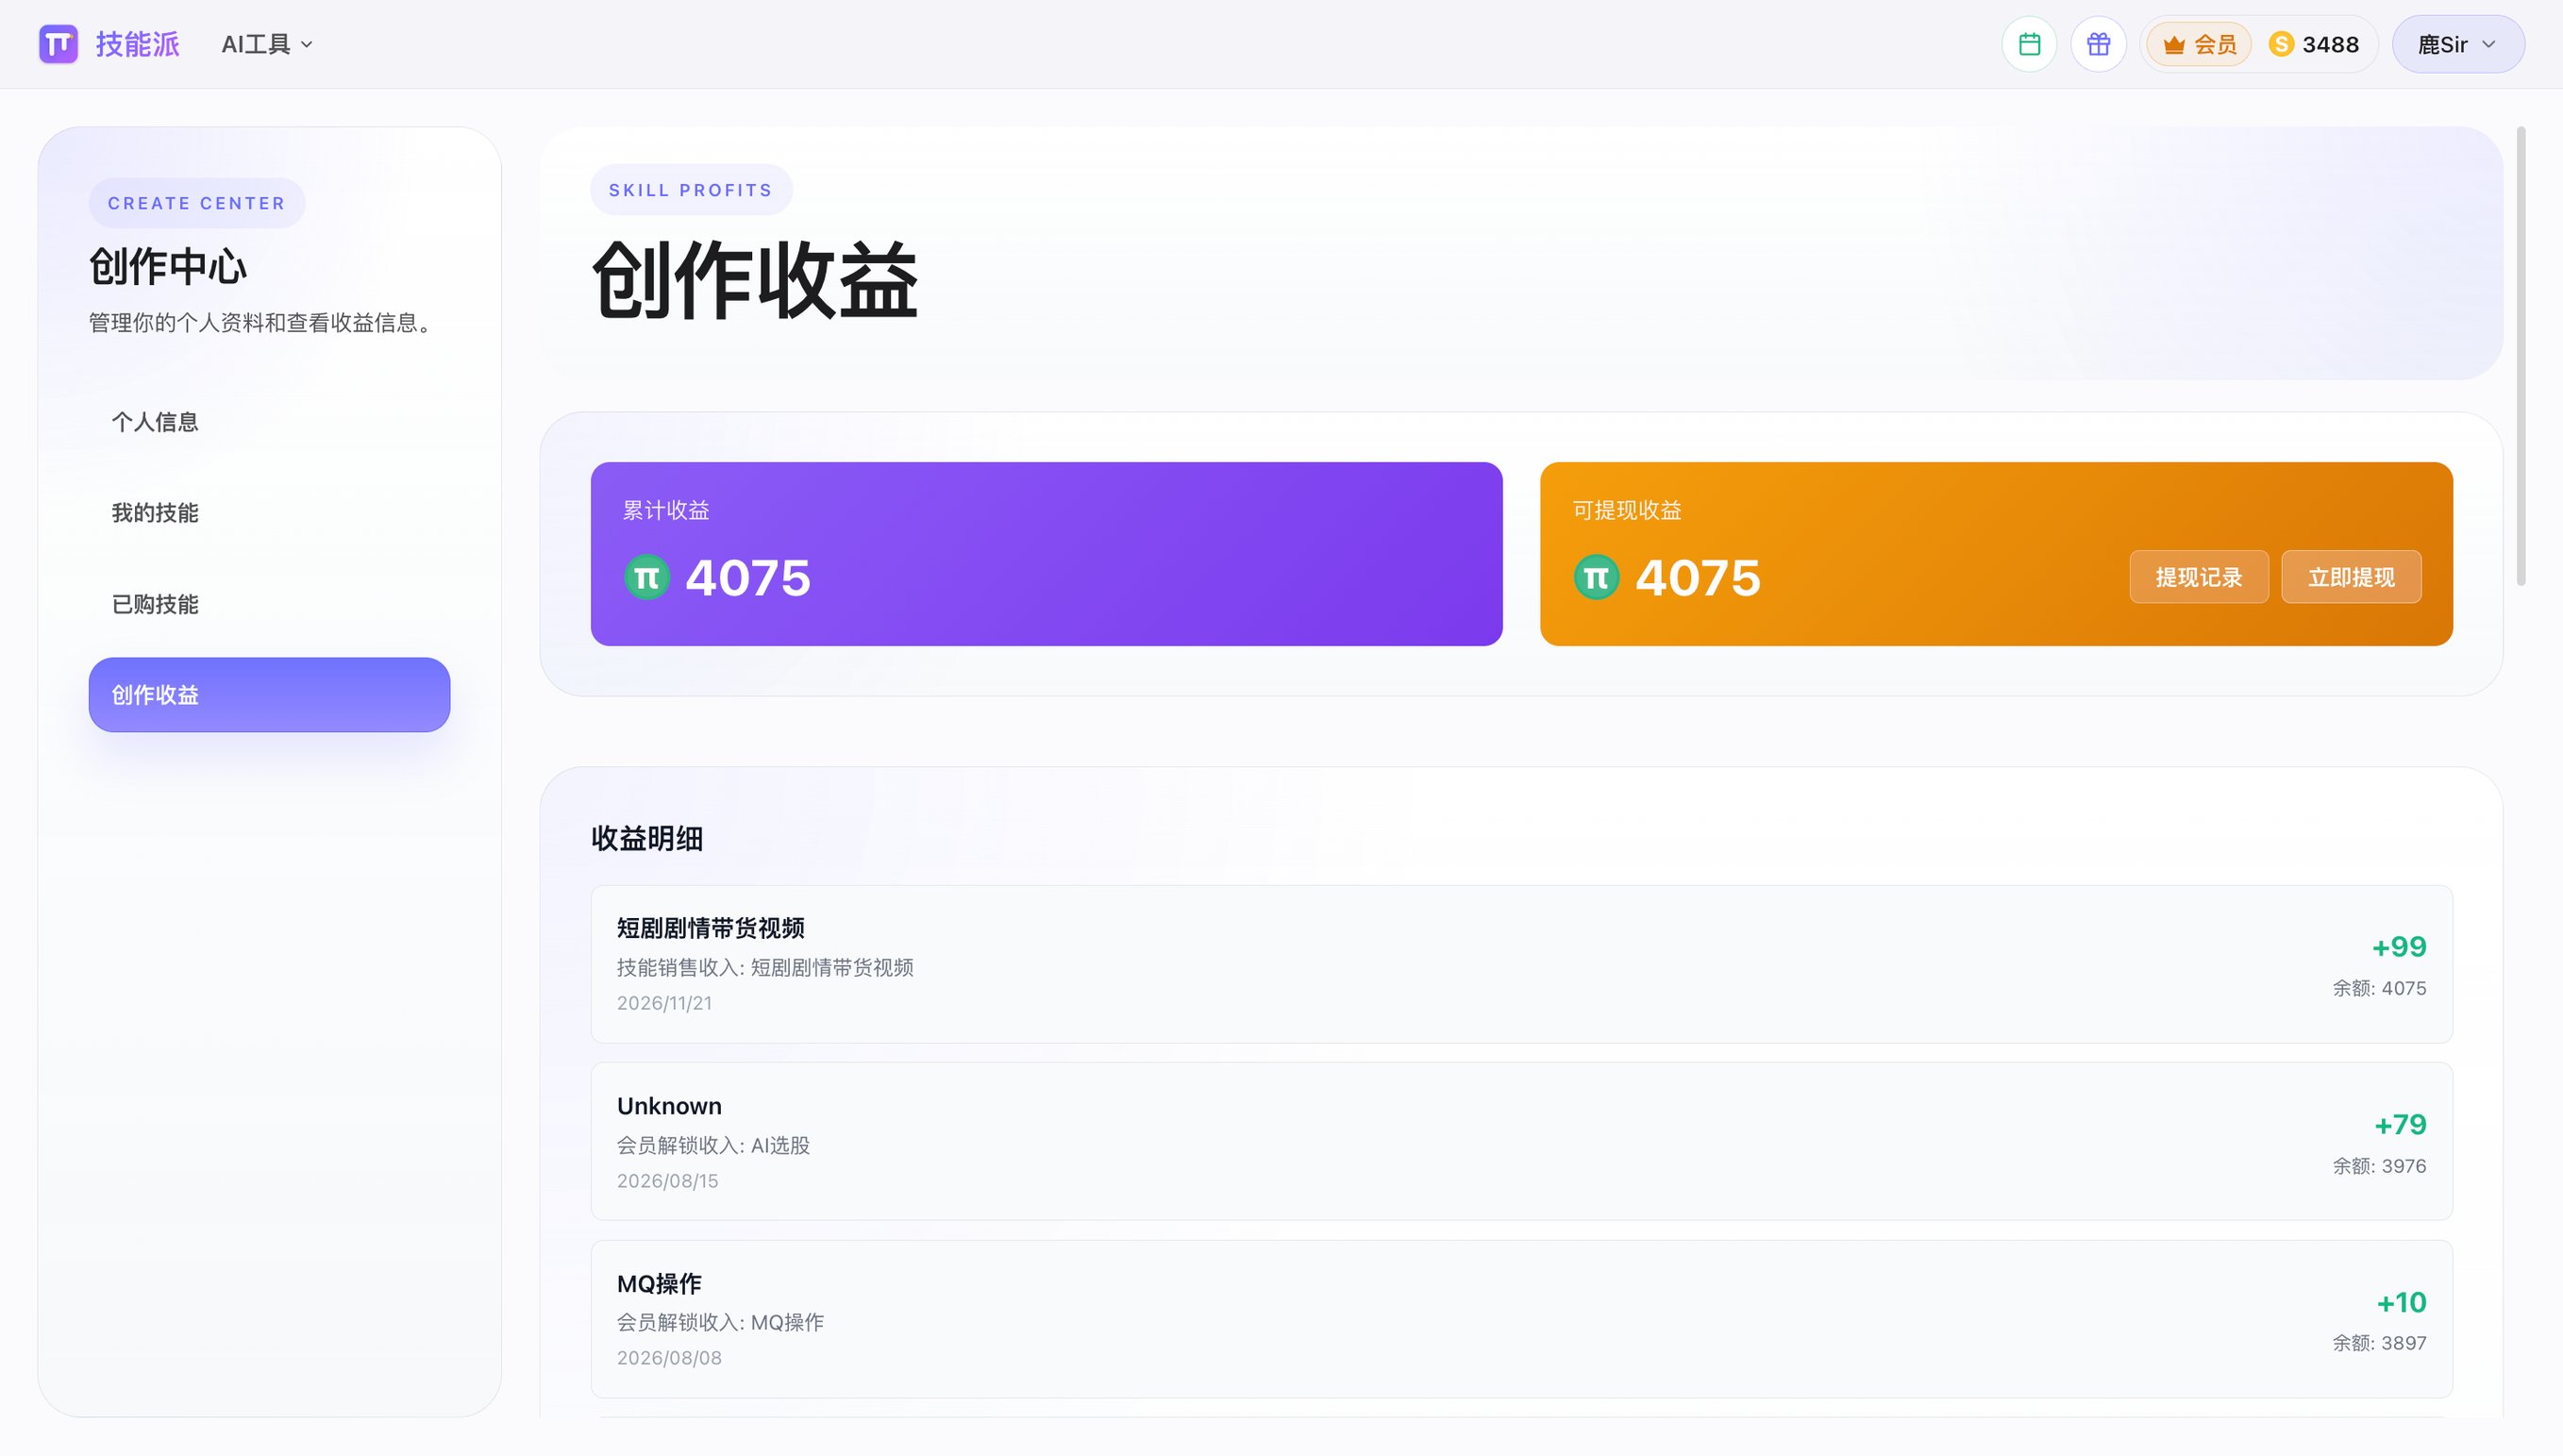 技能派
AI工具
会员
3488
鹿Sir
CREATE CENTER
创作中心
管理你的个人资料和查看收益信息。
个人信息
我的技能
已购技能
创作收益
SKILL PROFITS
创作收益
累计收益
π 4075
可提现收益
π 4075
提现记录
立即提现
收益明细
短剧剧情带货视频
技能销售收入: 短剧剧情带货视频
2026/11/21
+99
余额: 4075
Unknown
会员解锁收入: AI选股
2026/08/15
+79
余额: 3976
MQ操作
会员解锁收入: MQ操作
2026/08/08
+10
余额: 3897